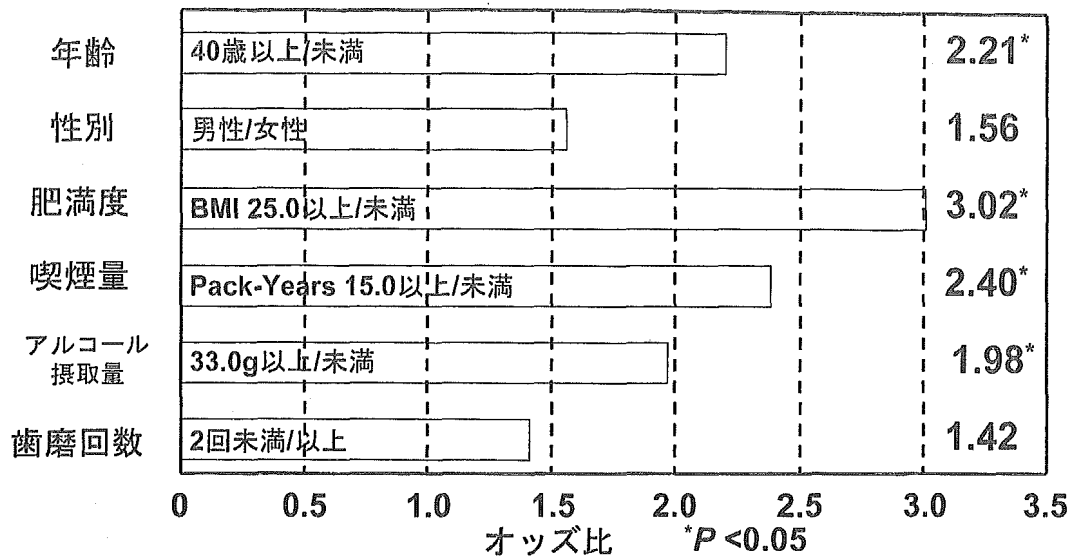 年齢 40歳以上/未満 2.21*
性別 男性/女性 1.56
肥満度 BMI 25.0以上/未満 3.02*
喫煙量 Pack-Years 15.0以上/未満 2.40*
アルコール
摂取量 33.0g以上/未満 1.98*
歯磨回数 2回未満/以上 1.42
0 0.5 1.0 1.5 2.0 2.5 3.0 3.5
オッズ比 *P <0.05